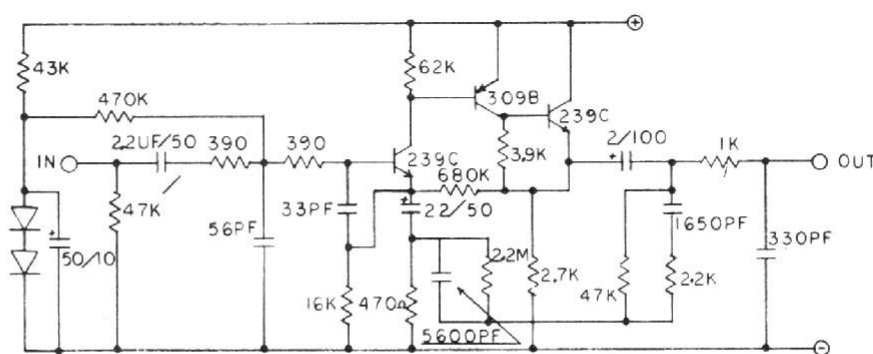 ⊕
43K
62K
470K
309B
239C
2.2UF/50
390
390
2/100
1K
IN
239C
OUT
3.9K
680K
47K
33PF
22/50
56PF
1650PF
330PF
50/10
2.2M
2.7K
47K
2.2K
16K
470Ω
5600PF
⊖